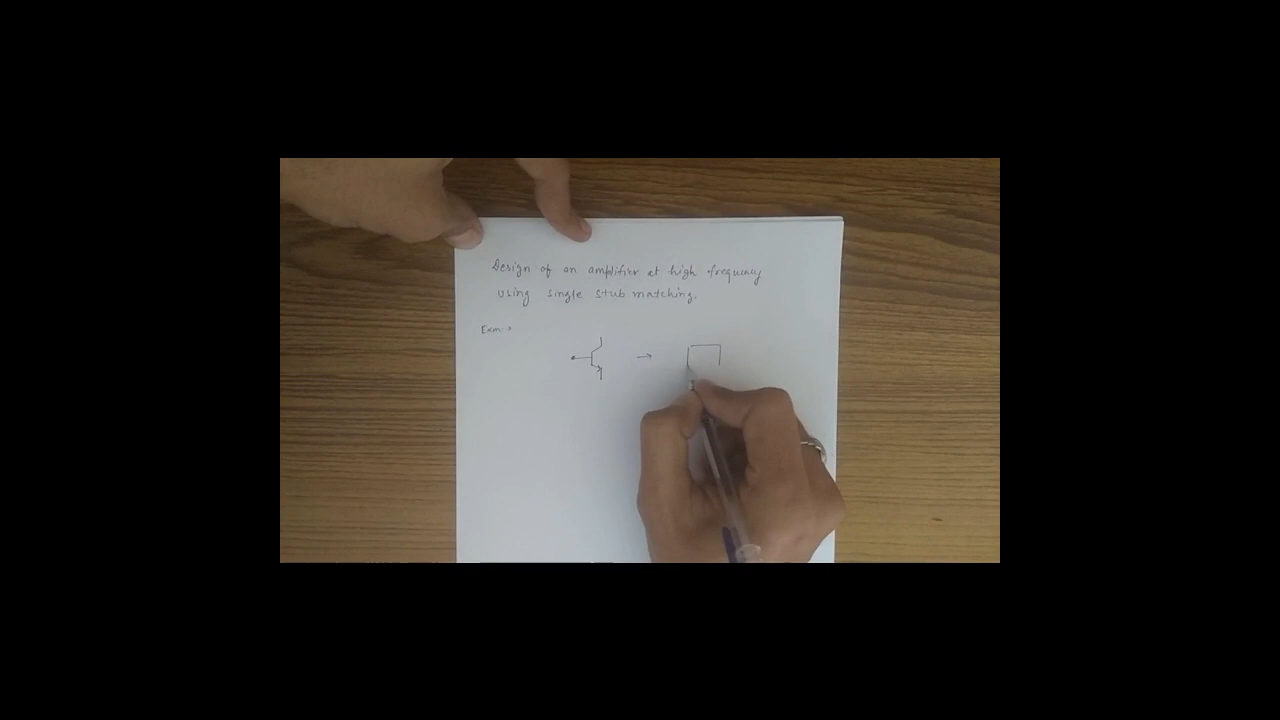 Design of an amplifier at high frequency
using single stub matching.
Exm: